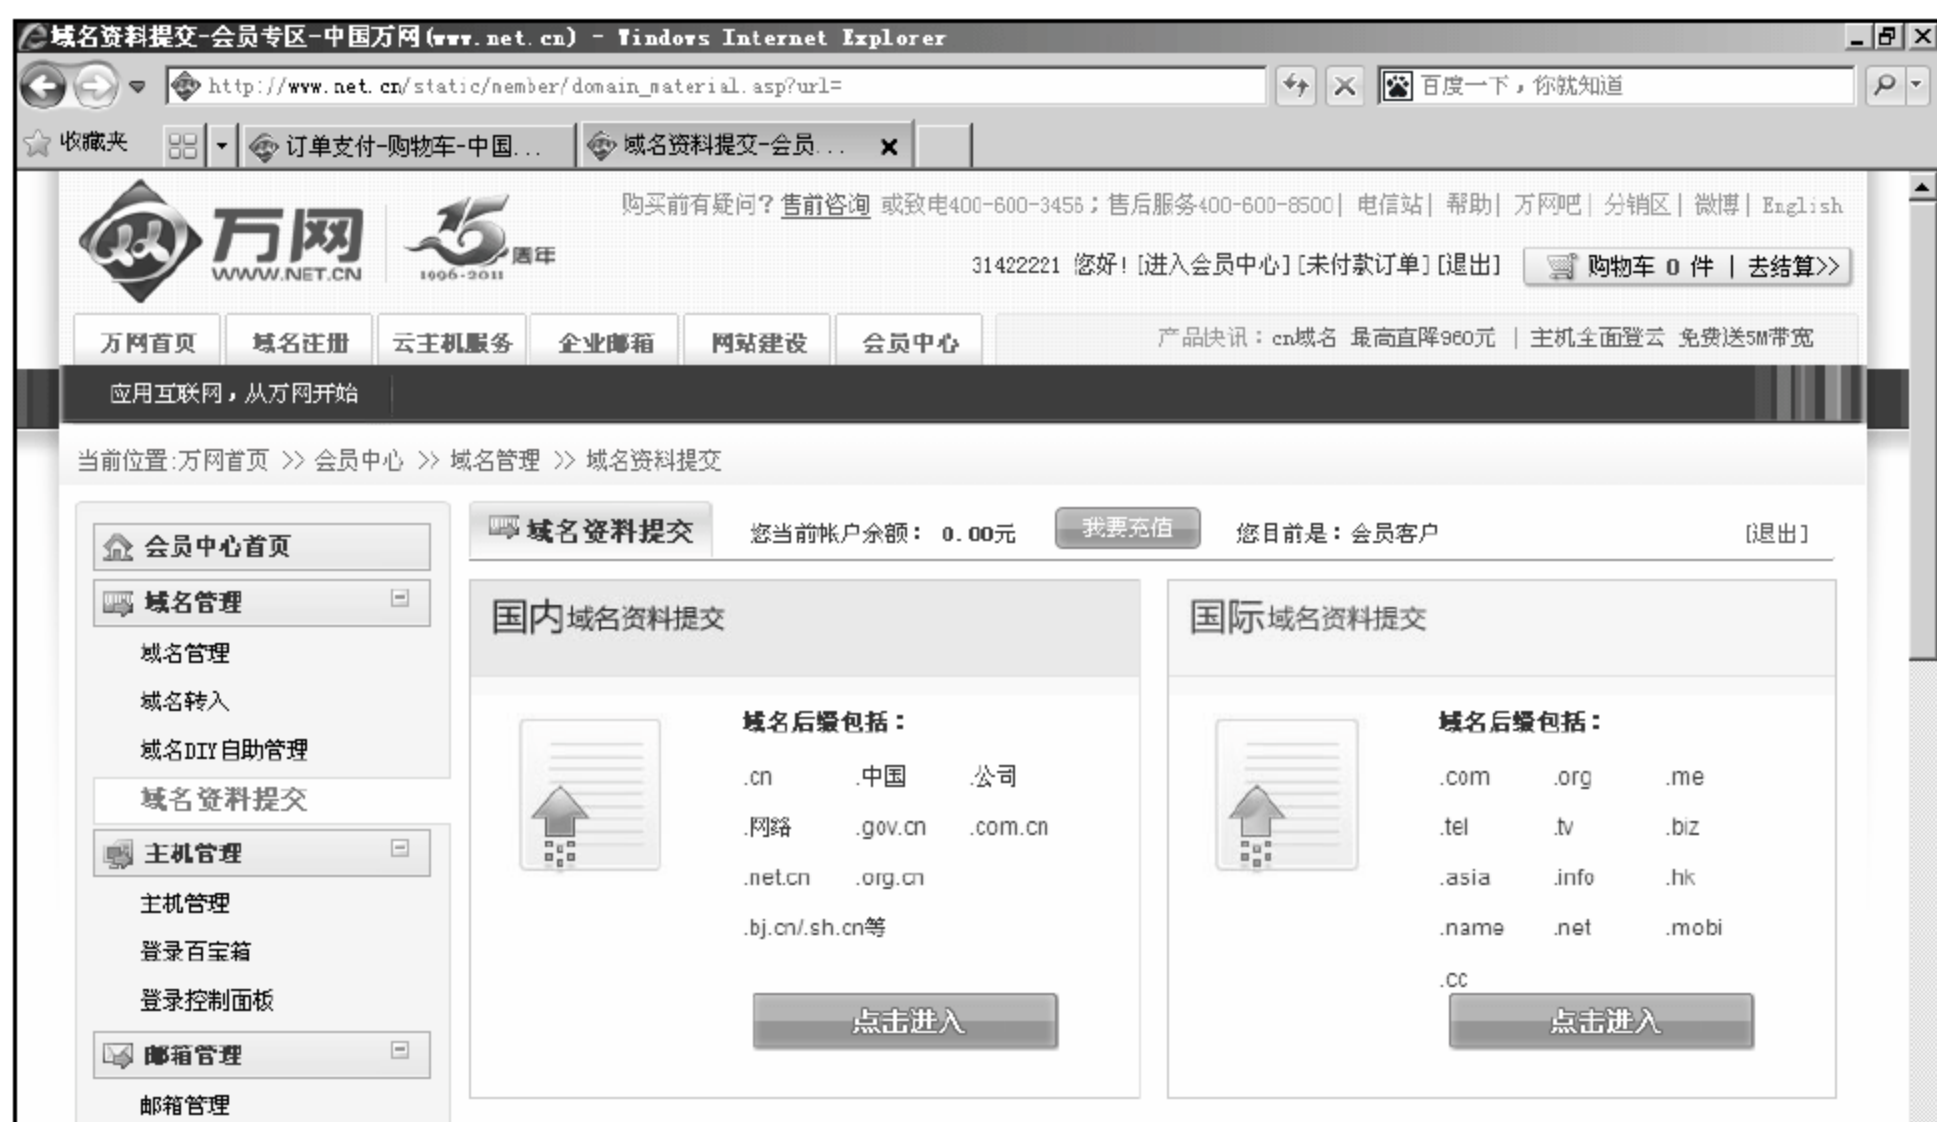 域名资料提交-会员专区-中国万网(www.net.cn) - Windows Internet Explorer
http://www.net.cn/static/member/domain_material.asp?url=
百度一下，你就知道
收藏夹 订单支付-购物车-中国... 域名资料提交-会员...
万网
WWW.NET.CN
15周年
1996-2011
购买前有疑问？售前咨询 或致电400-600-3456；售后服务400-600-8500| 电信站| 帮助| 万网吧| 分销区| 微博| English
31422221 您好！[进入会员中心][未付款订单][退出] 购物车 0 件 | 去结算>>
万网首页 域名注册 云主机服务 企业邮箱 网站建设 会员中心 产品快讯：cn域名 最高直降960元 | 主机全面登云 免费送5M带宽
应用互联网，从万网开始
当前位置:万网首页 >> 会员中心 >> 域名管理 >> 域名资料提交
会员中心首页
域名管理
域名管理
域名转入
域名DIY自助管理
域名资料提交
主机管理
主机管理
登录百宝箱
登录控制面板
邮箱管理
邮箱管理
域名资料提交 您当前帐户余额： 0.00元 我要充值 您目前是：会员客户 [退出]
国内域名资料提交
域名后缀包括：
.cn .中国 .公司
.网络 .gov.cn .com.cn
.net.cn .org.cn
.bj.cn/.sh.cn等
点击进入
国际域名资料提交
域名后缀包括：
.com .org .me
.tel .tv .biz
.asia .info .hk
.name .net .mobi
.cc
点击进入